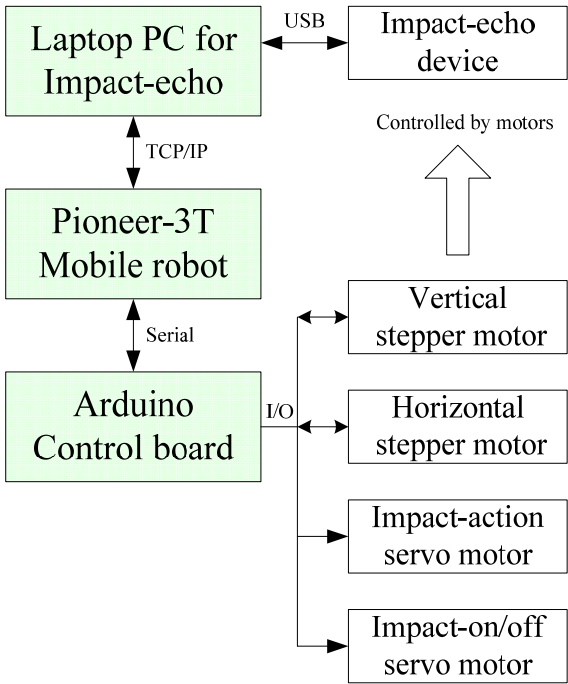 Laptop PC for
Impact-echo
USB
Impact-echo
device
TCP/IP
Controlled by motors
Pioneer-3T
Mobile robot
Serial
Vertical
stepper motor
Arduino
Control board
I/O
Horizontal
stepper motor
Impact-action
servo motor
Impact-on/off
servo motor